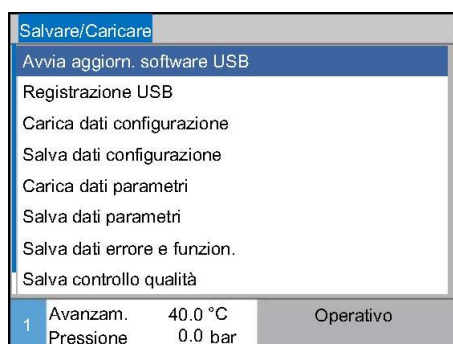 Salvare/Caricare
Avvia aggiorn. software USB
Registrazione USB
Carica dati configurazione
Salva dati configurazione
Carica dati parametri
Salva dati parametri
Salva dati errore e funzion.
Salva controllo qualità
1 Avanzam. 40.0 °C Operativo
Pressione 0.0 bar